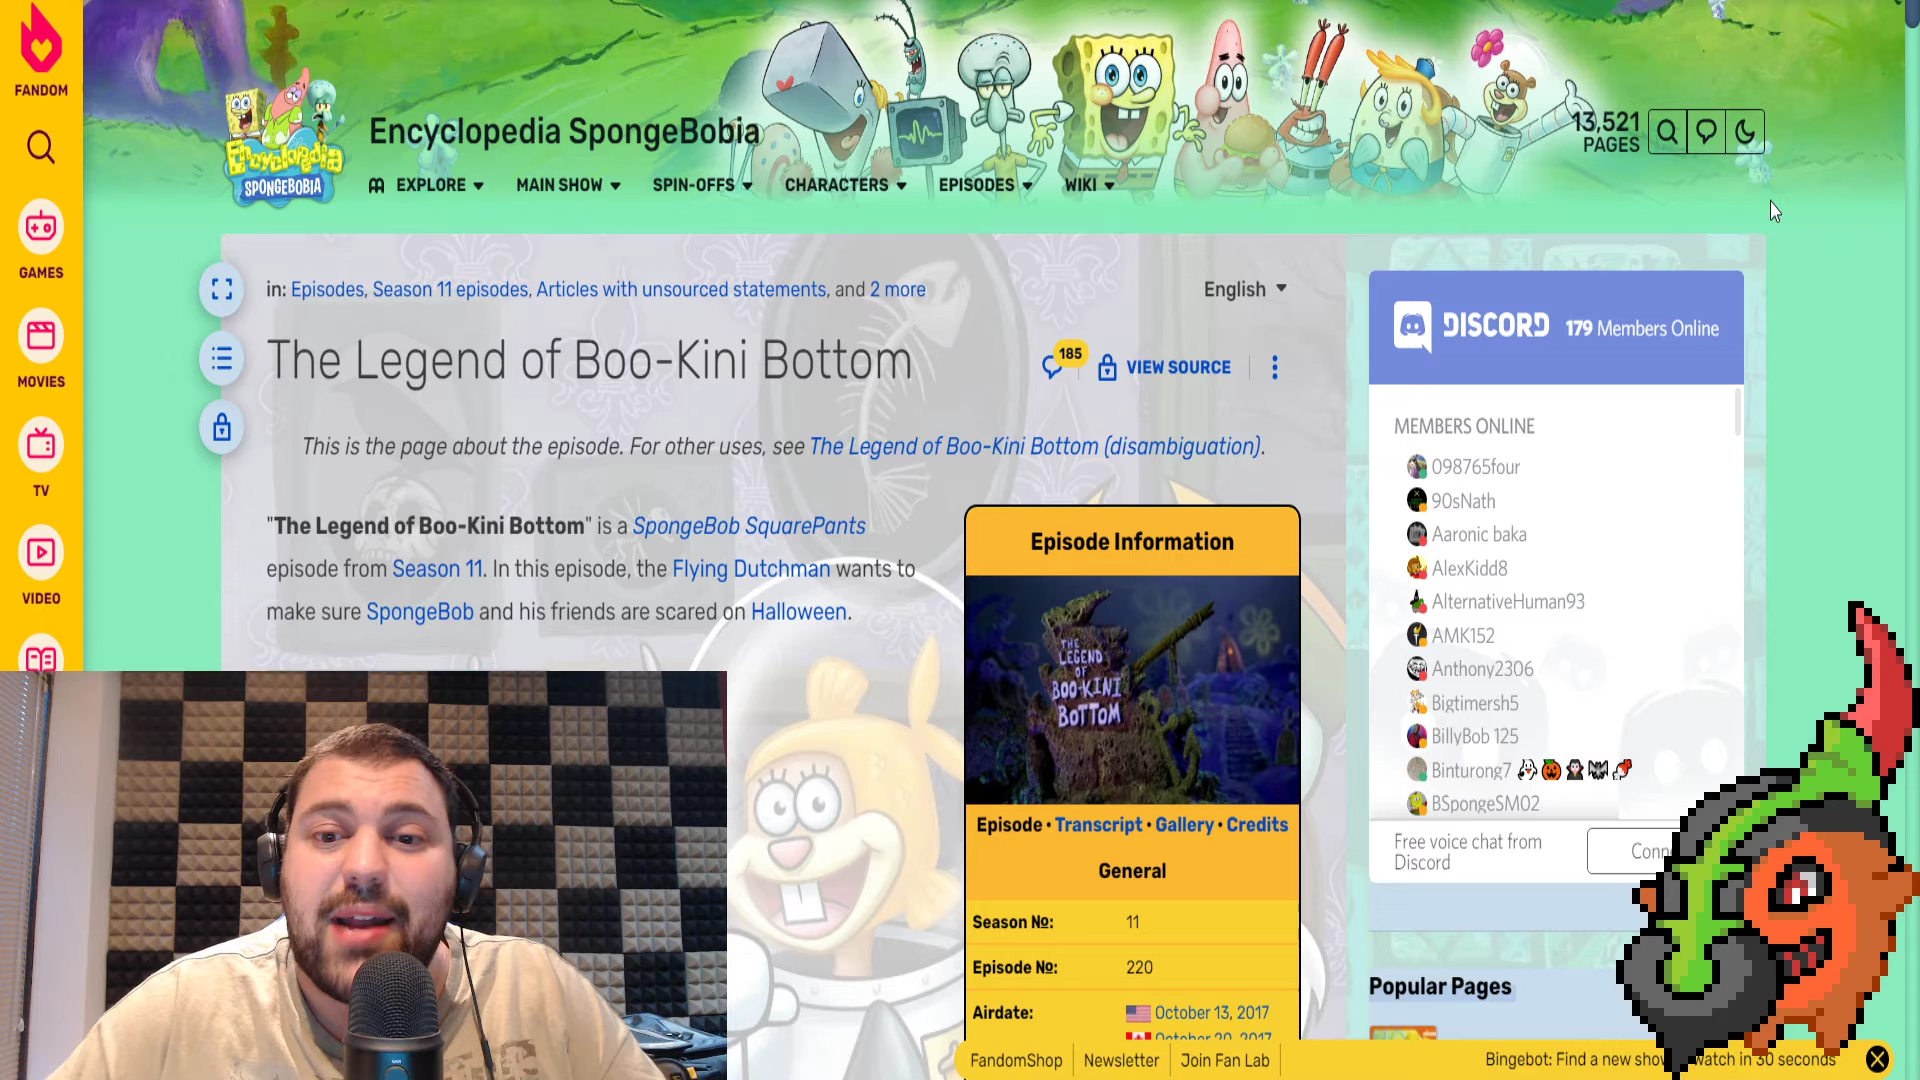 FANDOM
GAMES
MOVIES
TV
VIDEO
Encyclopedia
SPONGEBOBIA
Encyclopedia SpongeBobia
EXPLORE MAIN SHOW SPIN-OFFS CHARACTERS EPISODES WIKI
13,521
PAGES
in: Episodes, Season 11 episodes, Articles with unsourced statements, and 2 more
English
The Legend of Boo-Kini Bottom
185
VIEW SOURCE
This is the page about the episode. For other uses, see The Legend of Boo-Kini Bottom (disambiguation).
"The Legend of Boo-Kini Bottom" is a SpongeBob SquarePants
episode from Season 11. In this episode, the Flying Dutchman wants to
make sure SpongeBob and his friends are scared on Halloween.
Episode Information
THE
LEGEND
OF
BOO-KINI
BOTTOM
Episode • Transcript • Gallery • Credits
General
Season №: 11
Episode №: 220
Airdate: October 13, 2017
October 20, 2017
DISCORD 179 Members Online
MEMBERS ONLINE
098765four
90sNath
Aaronic baka
AlexKidd8
AlternativeHuman93
AMK152
Anthony2306
Bigtimersh5
BillyBob 125
Binturong7 👻🎃🧛🦇🍬
BSpongeSM02
Free voice chat from
Discord
Conn
Popular Pages
FandomShop Newsletter Join Fan Lab
Bingebot: Find a new show watch in 30 seconds